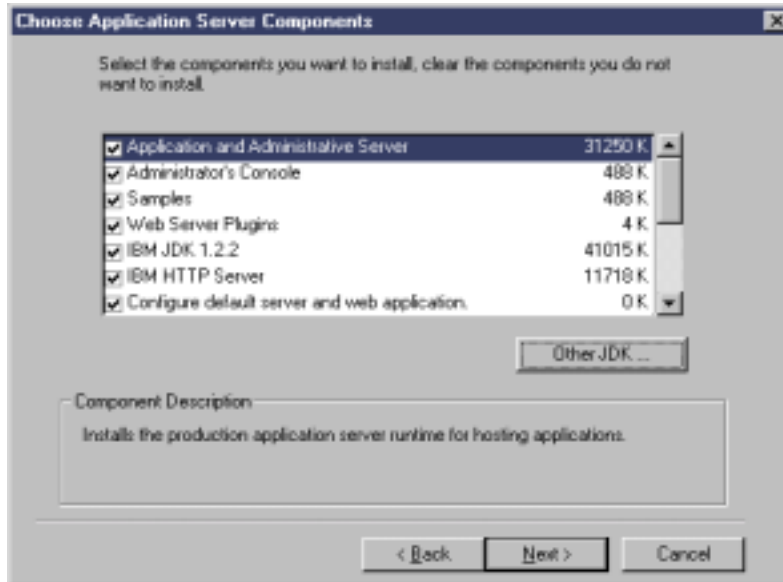 Choose Application Server Components
Select the components you want to install, clear the components you do not
want to install.
Application and Administrative Server 31250 K
Administrator's Console 488 K
Samples 488 K
Web Server Plugins 4 K
IBM JDK 1.2.2 41015 K
IBM HTTP Server 11718 K
Configure default server and web application. 0 K
Other JDK ...
Component Description
Installs the production application server runtime for hosting applications.
< Back
Next >
Cancel